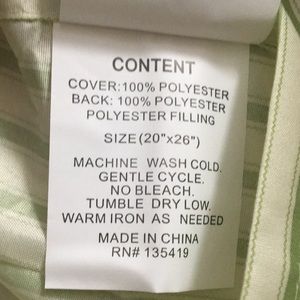 CONTENT
COVER:100% POLYESTER
BACK: 100% POLYESTER
POLYESTER FILLING
SIZE(20"x26")
MACHINE WASH COLD.
GENTLE CYCLE.
NO BLEACH.
TUMBLE DRY LOW.
WARM IRON AS NEEDED
MADE IN CHINA
RN# 135419